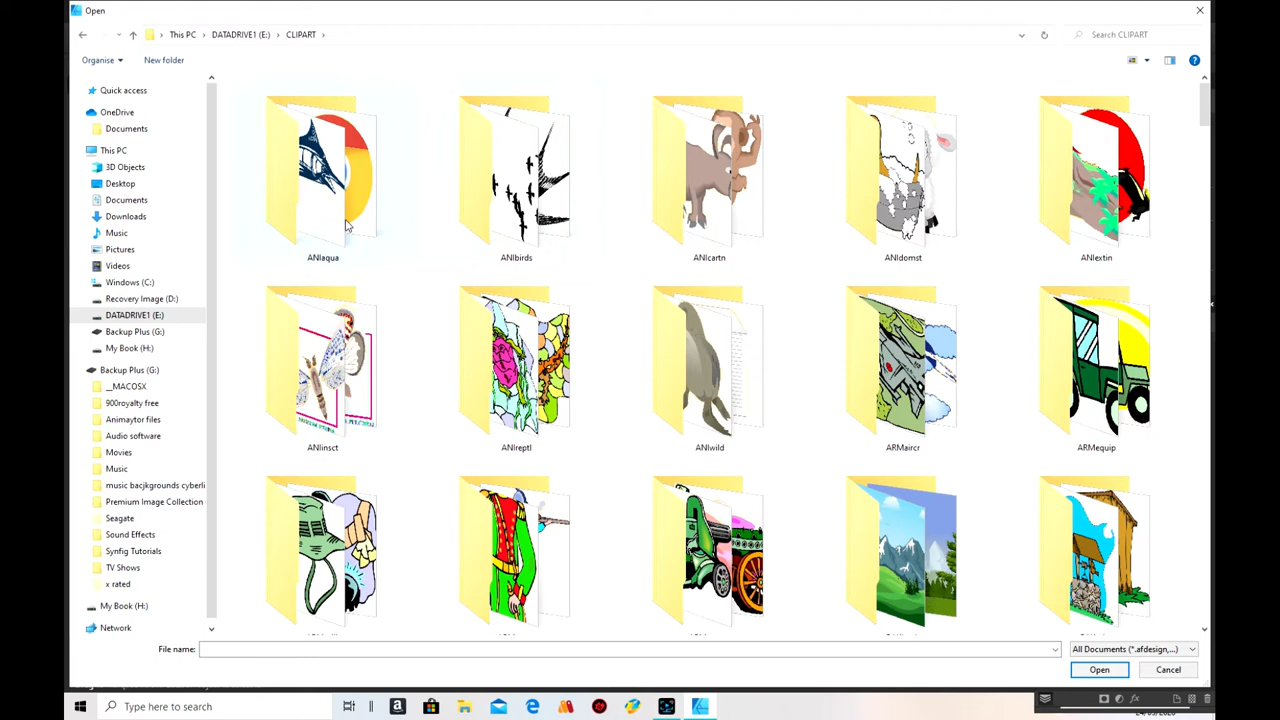 Open
This PC > DATADRIVE1 (E:) > CLIPART >
Search CLIPART
Organise
New folder
Quick access
OneDrive
Documents
This PC
3D Objects
Desktop
Documents
Downloads
Music
Pictures
Videos
Windows (C:)
Recovery Image (D:)
DATADRIVE1 (E:)
Backup Plus (G:)
My Book (H:)
Backup Plus (G:)
__MACOSX
900royalty free
Animaytor files
Audio software
Movies
Music
music bacjkgrounds cyberli
Premium Image Collection
Seagate
Sound Effects
Synfig Tutorials
TV Shows
x rated
My Book (H:)
Network
ANIaqua
ANIbirds
ANIcartn
ANIdomst
ANIextin
ANIinsct
ANIreptl
ANIwild
ARMaircr
ARMequip
File name:
All Documents (*.afdesign,...)
Open
Cancel
Type here to search